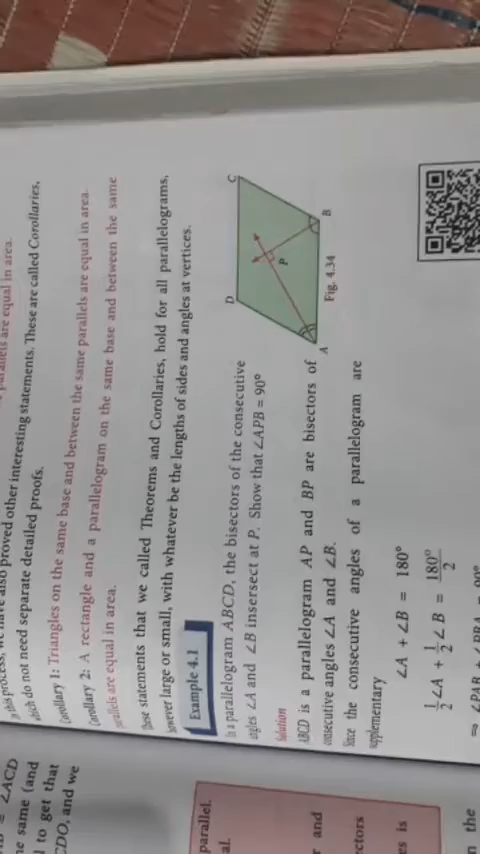 parallels are equal in area.
this process, we have also proved other interesting statements. These are called Corollaries,
which do not need separate detailed proofs.
Corollary 1: Triangles on the same base and between the same parallels are equal in area.
Corollary 2: A rectangle and a parallelogram on the same base and between the same
parallels are equal in area.
These statements that we called Theorems and Corollaries, hold for all parallelograms,
however large or small, with whatever be the lengths of sides and angles at vertices.
Example 4.1
In a parallelogram ABCD, the bisectors of the consecutive
angles ∠A and ∠B insersect at P. Show that ∠APB = 90°
Solution
ABCD is a parallelogram AP and BP are bisectors of
consecutive angles ∠A and ∠B.
Since the consecutive angles of a parallelogram are
supplementary
∠A + ∠B = 180°
1/2 ∠A + 1/2 ∠B = 180°/2
D
C
P
A
B
Fig. 4.34
∠ACD
same (and
to get that
CDO, and we
parallel.
and